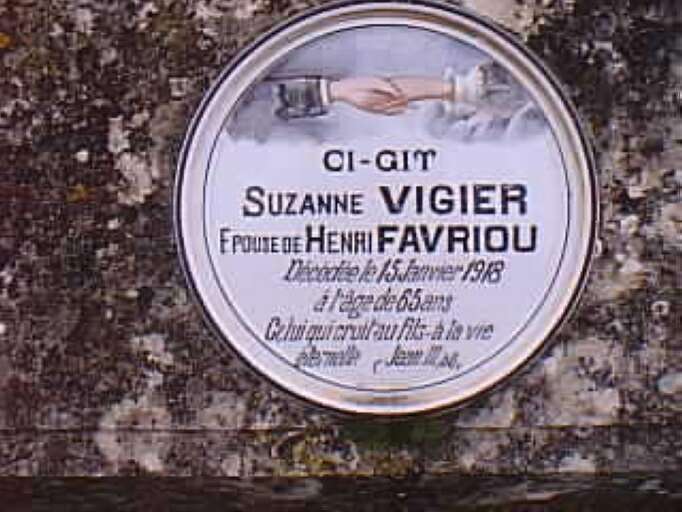 CI-GIT
SUZANNE VIGIER
EPOUSE DE HENRI FAVRIOU
Décédée le 15 Janvier 1918
à l'âge de 65 ans
Celui qui croit au fils à la vie
éternelle ( Jean III, 36,